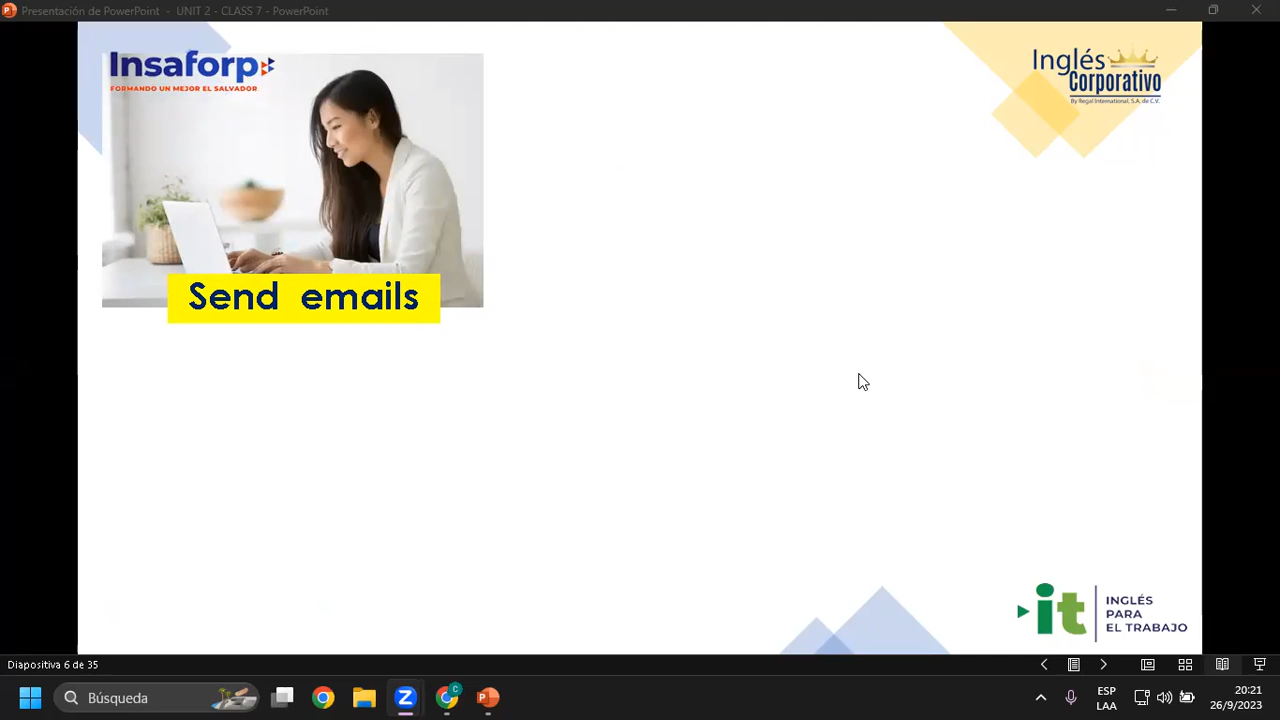 Presentación de PowerPoint - UNIT 2 - CLASS 7 - PowerPoint
Insaforp
FORMANDO UN MEJOR EL SALVADOR
Inglés
Corporativo
By Regal International, S.A. de C.V.
Send emails
it
INGLÉS
PARA
EL TRABAJO
Diapositiva 6 de 35
Búsqueda
C
ESP
LAA
20:21
26/9/2023